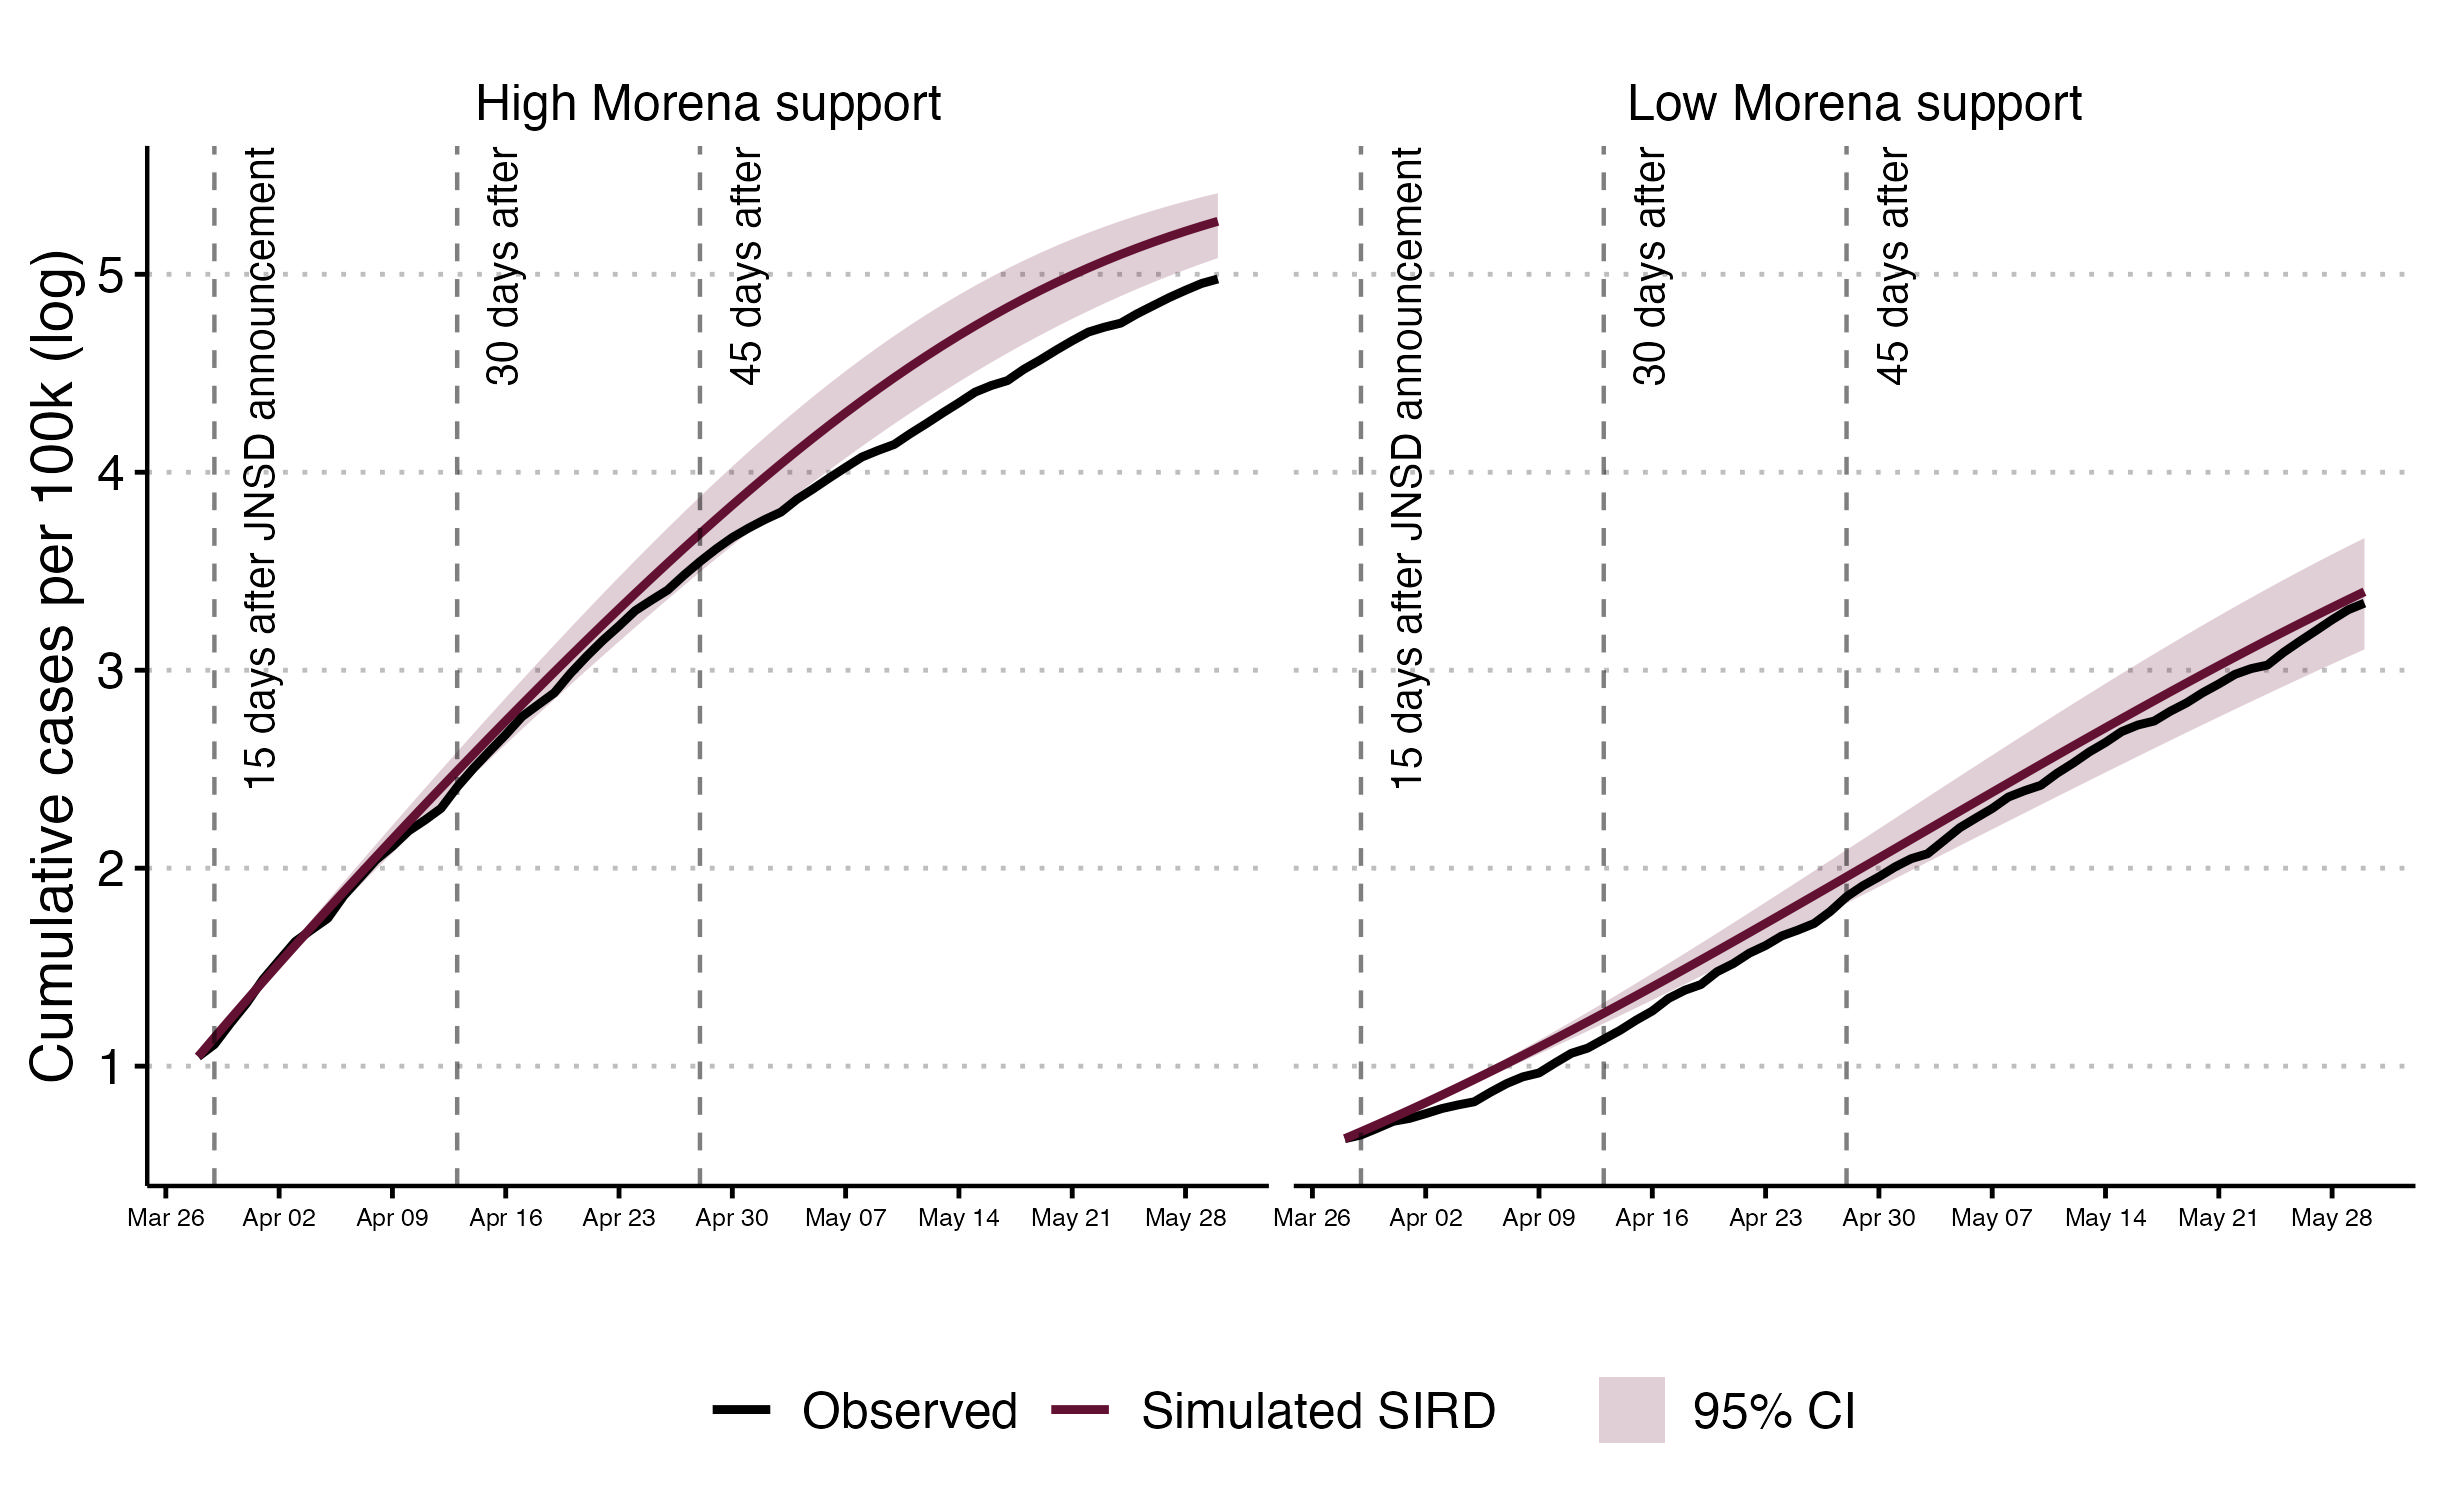 High Morena support
Low Morena support
Cumulative cases per 100k (log)
5
4
3
2
1
15 days after JNSD announcement
30 days after
45 days after
15 days after JNSD announcement
30 days after
45 days after
Mar 26 Apr 02 Apr 09 Apr 16 Apr 23 Apr 30 May 07 May 14 May 21 May 28
Mar 26 Apr 02 Apr 09 Apr 16 Apr 23 Apr 30 May 07 May 14 May 21 May 28
Observed Simulated SIRD 95% CI